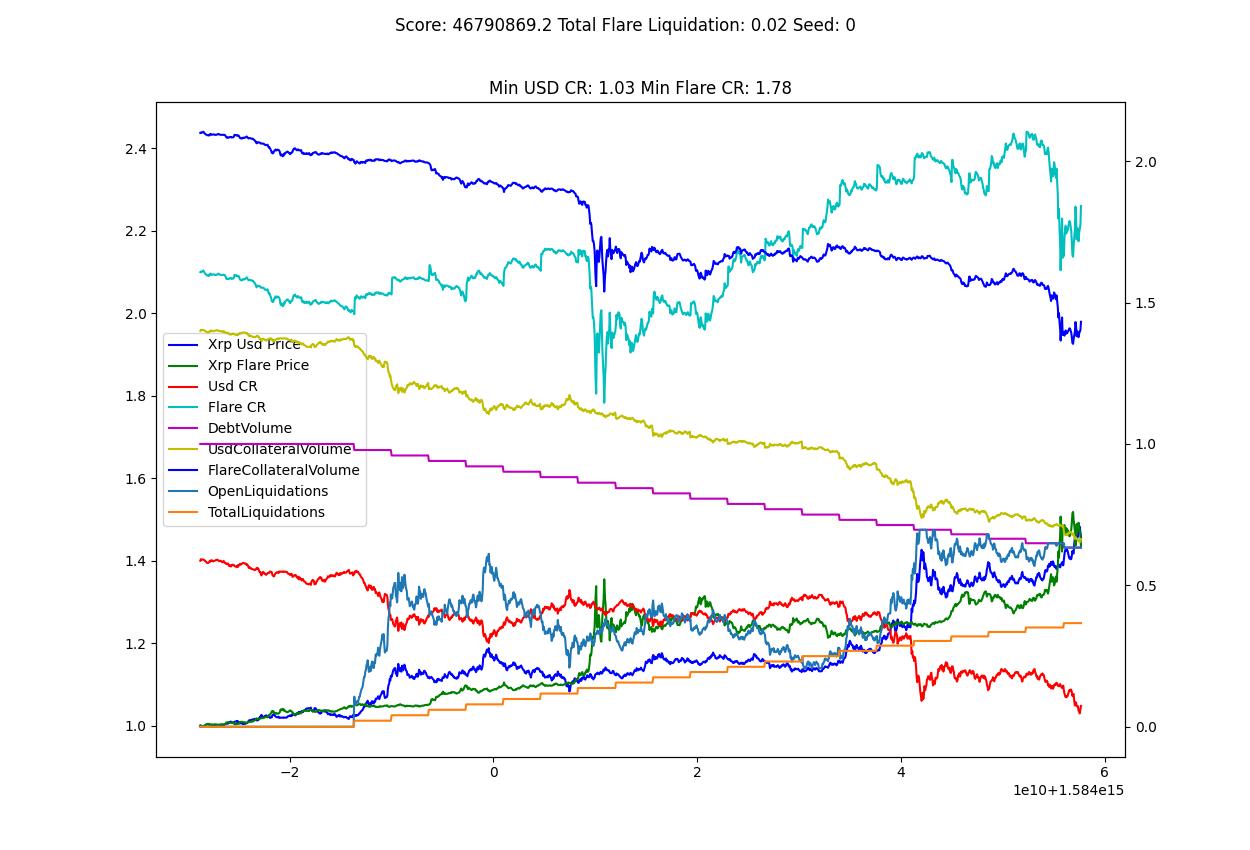 Score: 46790869.2 Total Flare Liquidation: 0.02 Seed: 0
Min USD CR: 1.03 Min Flare CR: 1.78
2.4
2.2
2.0
1.8
1.6
1.4
1.2
1.0
Xrp Usd Price
Xrp Flare Price
Usd CR
Flare CR
DebtVolume
UsdCollateralVolume
FlareCollateralVolume
OpenLiquidations
TotalLiquidations
2.0
1.5
1.0
0.5
0.0
−2
0
2
4
6
1e10+1.584e15